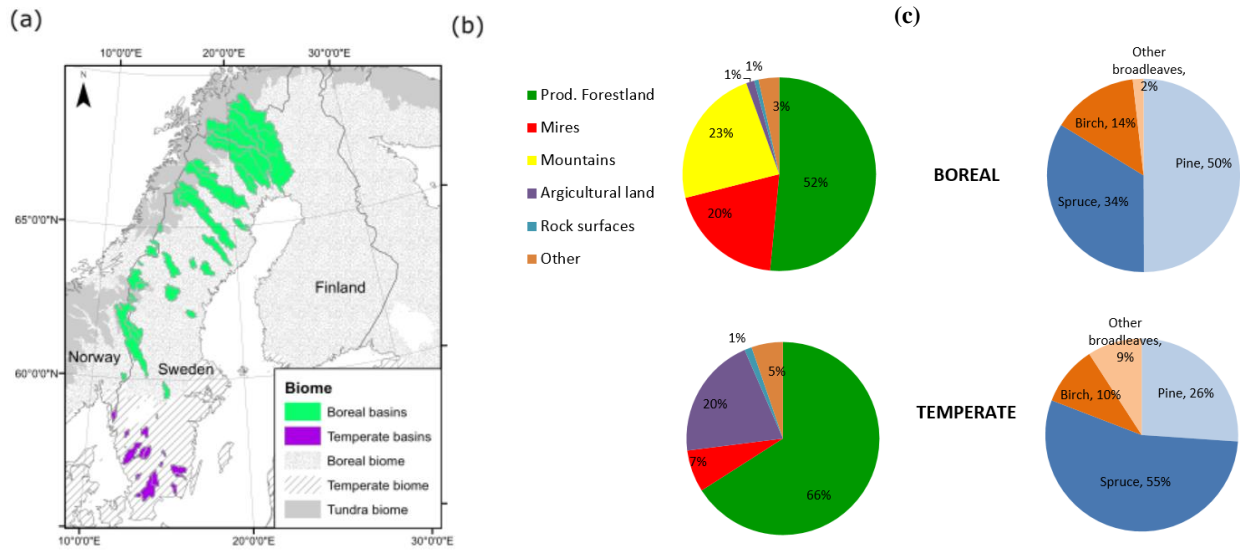 (a)
10°0'0"E
20°0'0"E
30°0'0"E
N
65°0'0"N
60°0'0"N
Finland
Norway
Sweden
Biome
Boreal basins
Temperate basins
Boreal biome
Temperate biome
Tundra biome
10°0'0"E
20°0'0"E
30°0'0"E
(b)
Prod. Forestland
Mires
Mountains
Argicultural land
Rock surfaces
Other
1%
1%
3%
23%
20%
52%
1%
5%
20%
7%
66%
(c)
BOREAL
Other
broadleaves,
2%
Birch, 14%
Pine, 50%
Spruce, 34%
TEMPERATE
Other
broadleaves,
9%
Birch, 10%
Pine, 26%
Spruce, 55%